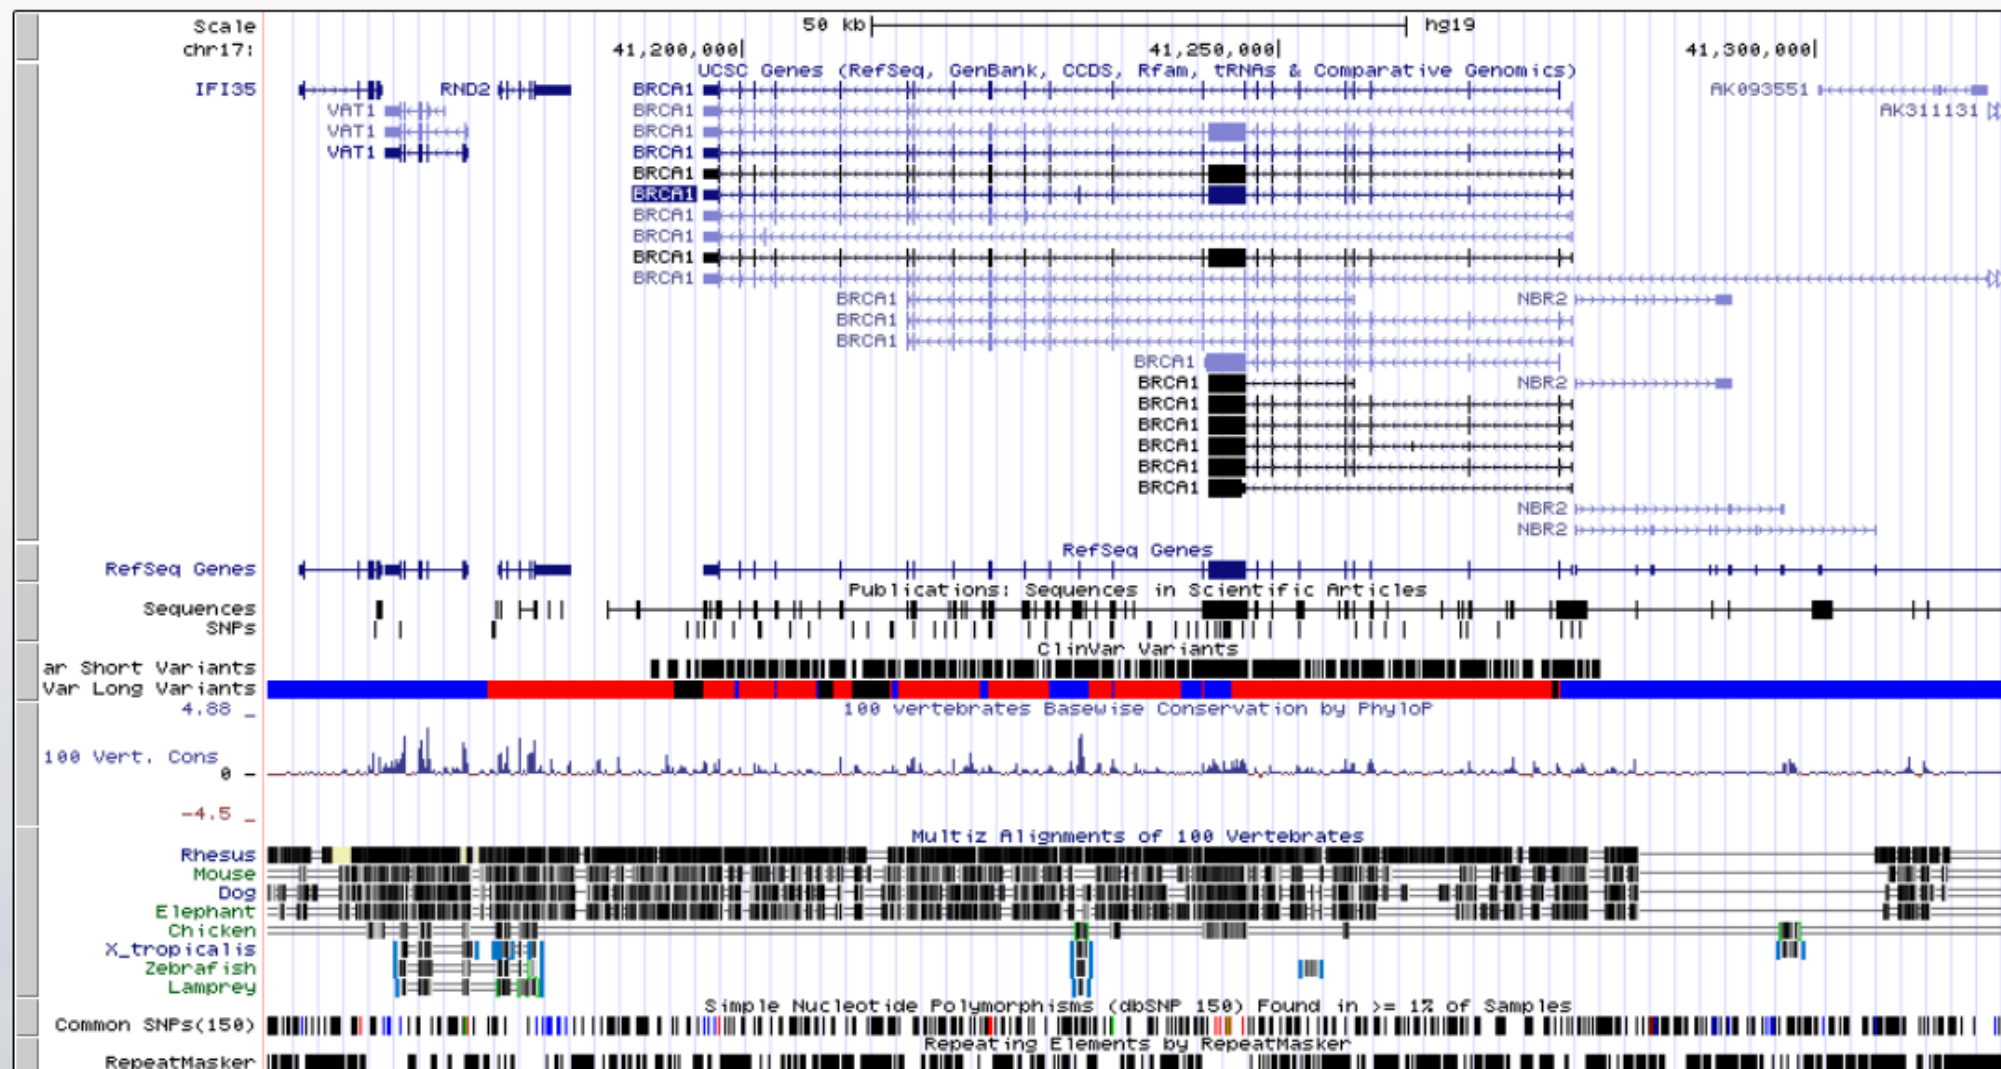 Scale 50 kb hg19
chr17: 41,200,000 41,250,000 41,300,000
UCSC Genes (RefSeq, GenBank, CCDS, Rfam, tRNAs & Comparative Genomics)
IFI35 RND2 BRCA1 AK093551
VAT1 BRCA1 AK311131
VAT1 BRCA1
VAT1 BRCA1
BRCA1
BRCA1
BRCA1
BRCA1
BRCA1
BRCA1
BRCA1 NBR2
BRCA1
BRCA1
BRCA1
BRCA1 NBR2
BRCA1
BRCA1
BRCA1
BRCA1
BRCA1
NBR2
NBR2
RefSeq Genes
RefSeq Genes
Publications: Sequences in Scientific Articles
Sequences
SNPs
ClinVar Variants
ar Short Variants
Var Long Variants
4.88 _
100 vertebrates Basewise Conservation by PhyloP
100 Vert. Cons
0 -
-4.5 _
Multiz Alignments of 100 Vertebrates
Rhesus
Mouse
Dog
Elephant
Chicken
X_tropicalis
Zebrafish
Lamprey
Simple Nucleotide Polymorphisms (dbSNP 150) Found in >= 1% of Samples
Common SNPs(150)
Repeating Elements by RepeatMasker
RepeatMasker